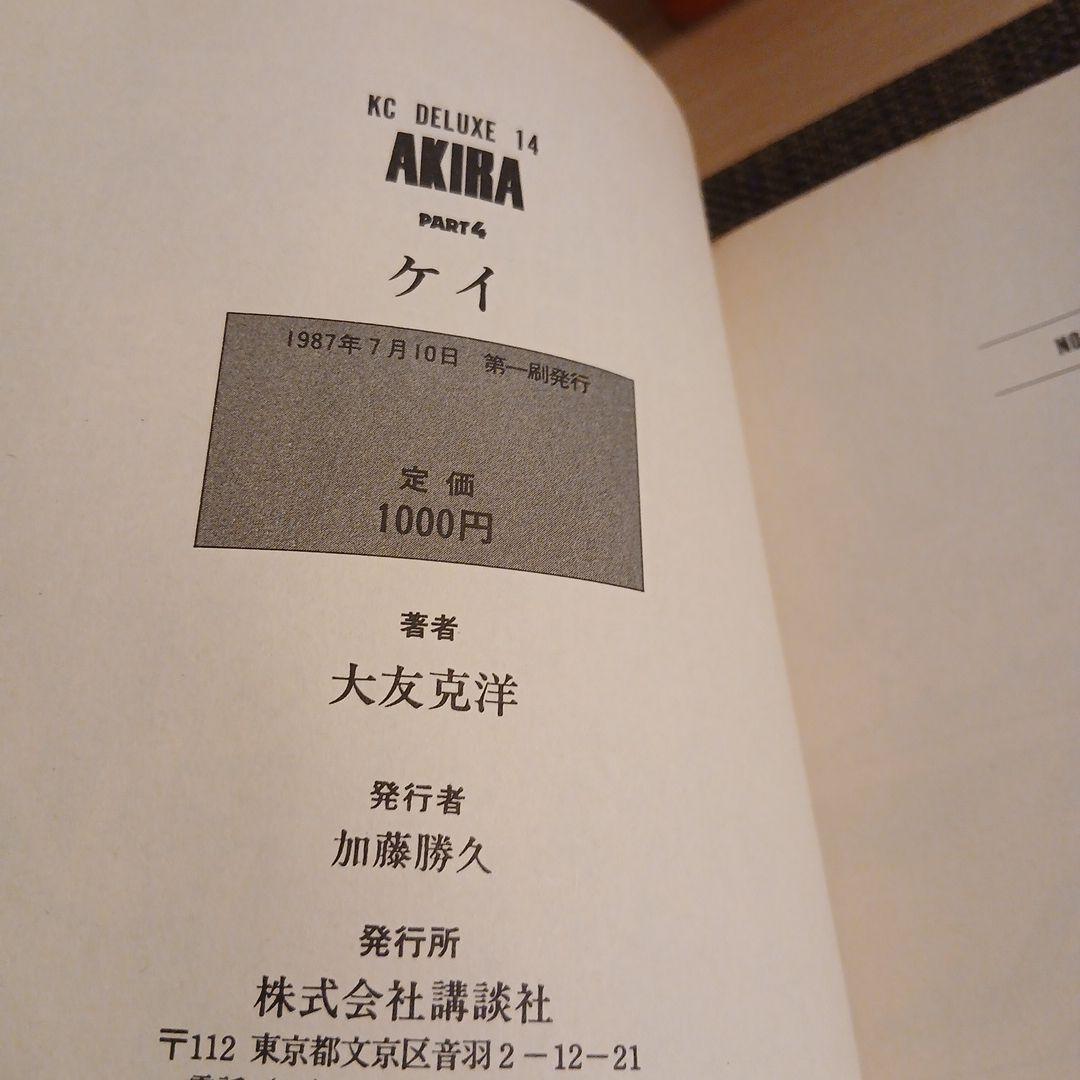 KC DELUXE 14
AKIRA
PART4
ケイ
1987年7月10日 第一刷発行
定価
1000円
著者
大友克洋
発行者
加藤勝久
発行所
株式会社講談社
〒112 東京都文京区音羽2-12-21
NO